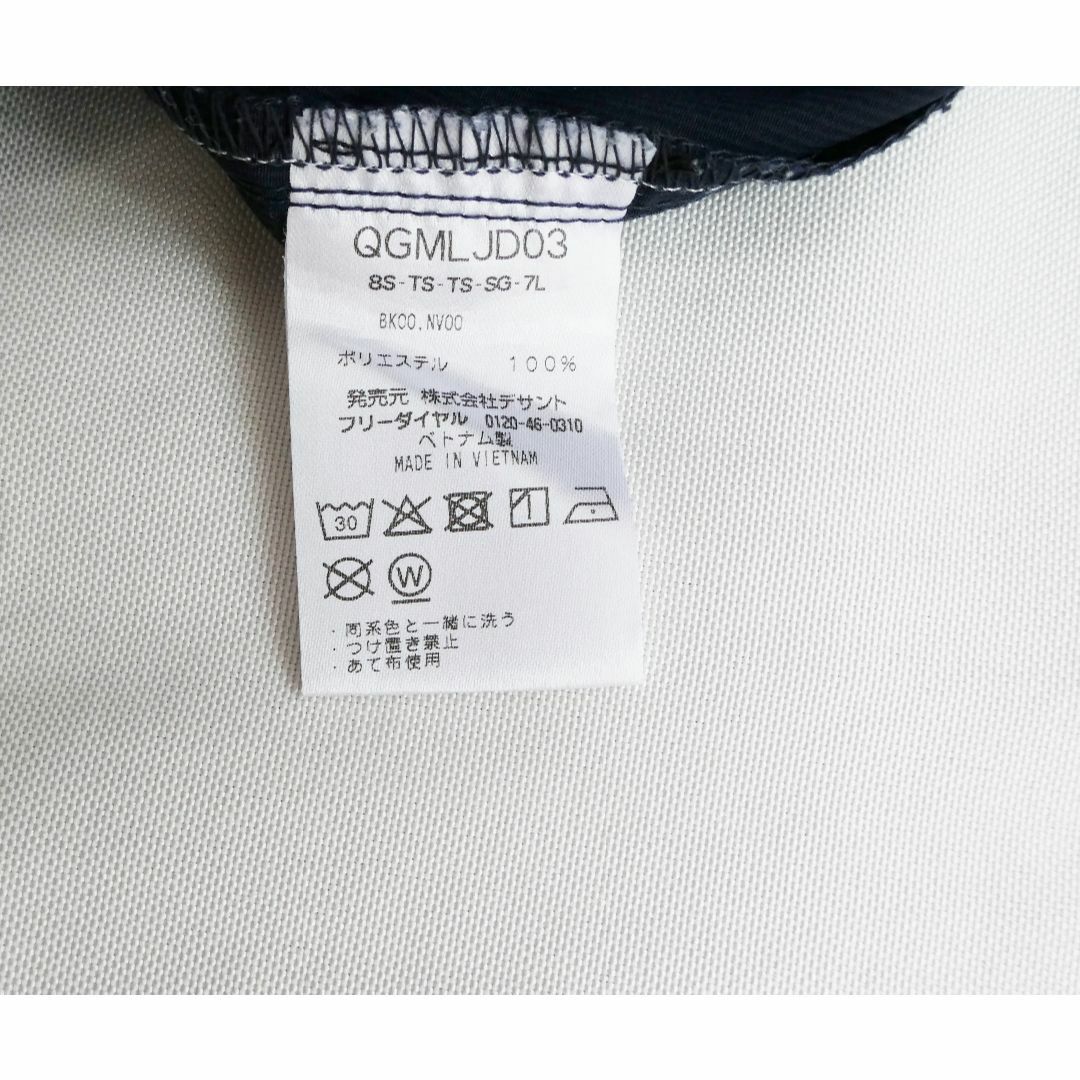 QGMLJD03
8S-TS-TS-SG-7L
BK00,NV00
ポリエステル 100%
発売元 株式会社デサント
フリーダイヤル 0120-46-0310
ベトナム製
MADE IN VIETNAM
30
W
・同系色と一緒に洗う
・つけ置き禁止
・あて布使用